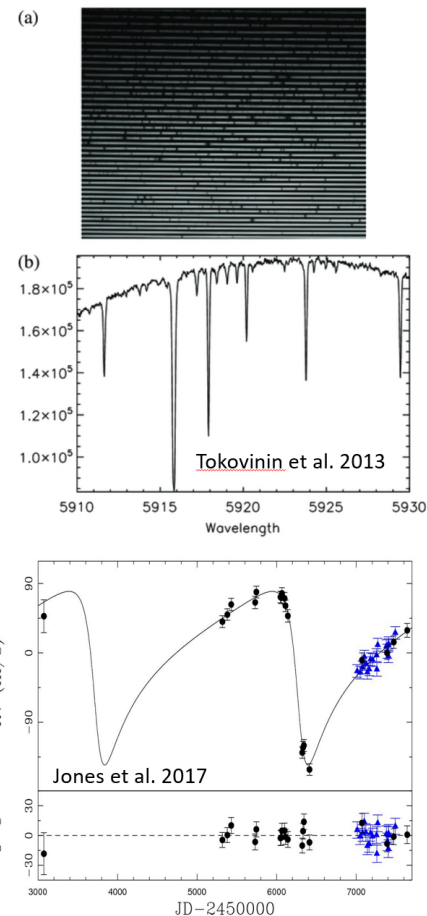 (a)
(b)
1.8×10⁵
1.6×10⁵
1.4×10⁵
1.2×10⁵
1.0×10⁵
Tokovinin et al. 2013
5910 5915 5920 5925 5930
Wavelength
90
0
-90
Jones et al. 2017
30
0
-30
3000 4000 5000 6000 7000
JD-2450000